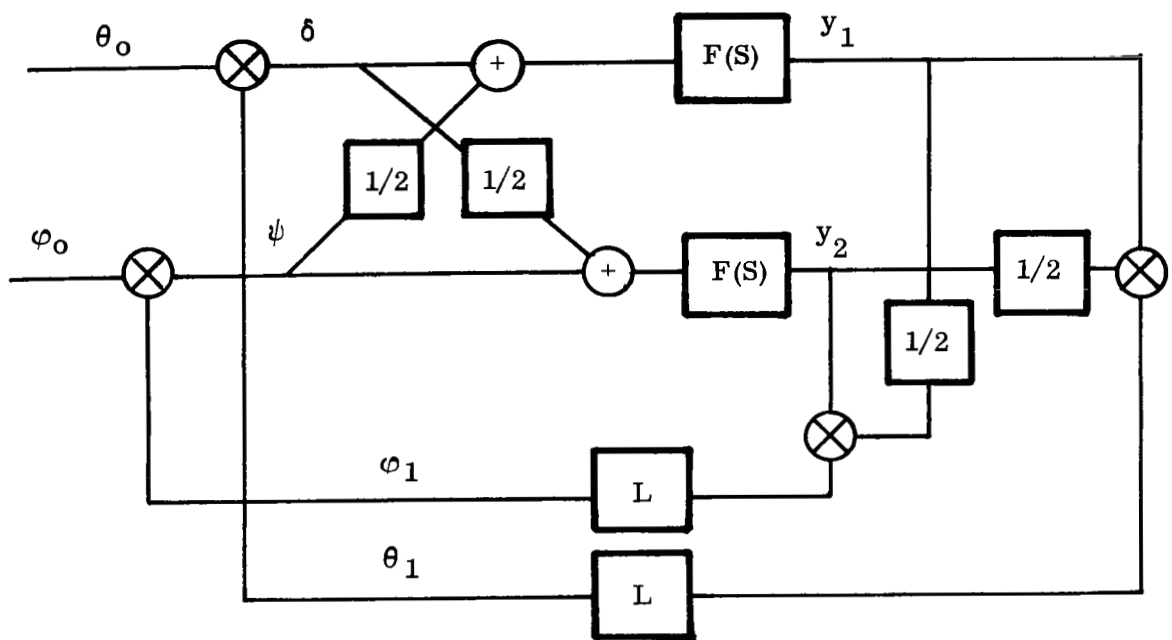 θo δ + F(S) y1
1/2 1/2
φo ψ + F(S) y2 1/2
1/2
φ1 L
θ1 L